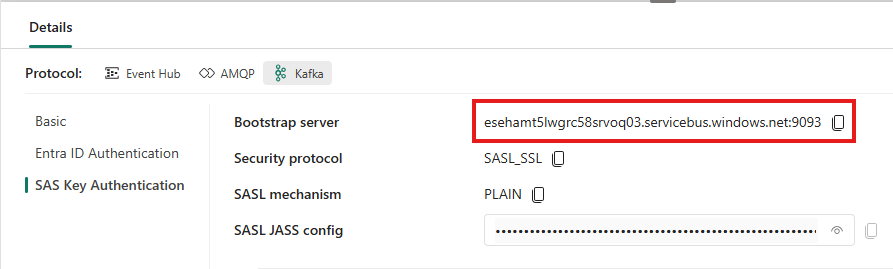 Details
Protocol: Event Hub AMQP Kafka
Basic
Entra ID Authentication
SAS Key Authentication
Bootstrap server esehamt5lwgrc58srvoq03.servicebus.windows.net:9093
Security protocol SASL_SSL
SASL mechanism PLAIN
SASL JASS config ••••••••••••••••••••••••••••••••••••••••••••••••••••••